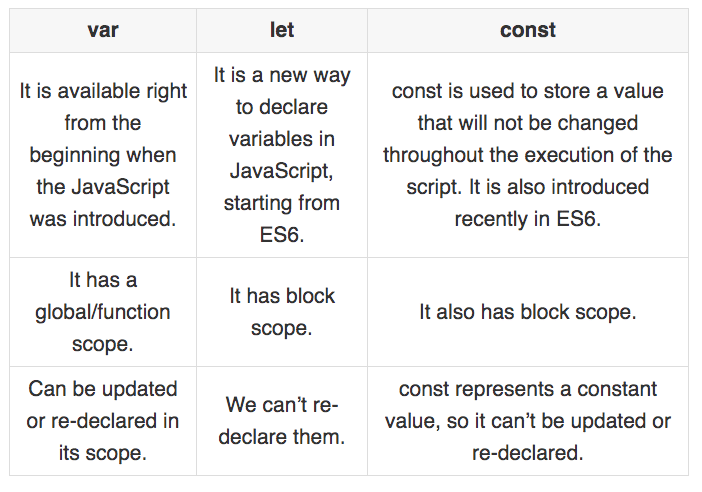 var
let
const
It is available right
from the
beginning when
the JavaScript
was introduced.
It is a new way
to declare
variables in
JavaScript,
starting from
ES6.
const is used to store a value
that will not be changed
throughout the execution of the
script. It is also introduced
recently in ES6.
It has a
global/function
scope.
It has block
scope.
It also has block scope.
Can be updated
or re-declared in
its scope.
We can’t re-
declare them.
const represents a constant
value, so it can’t be updated or
re-declared.